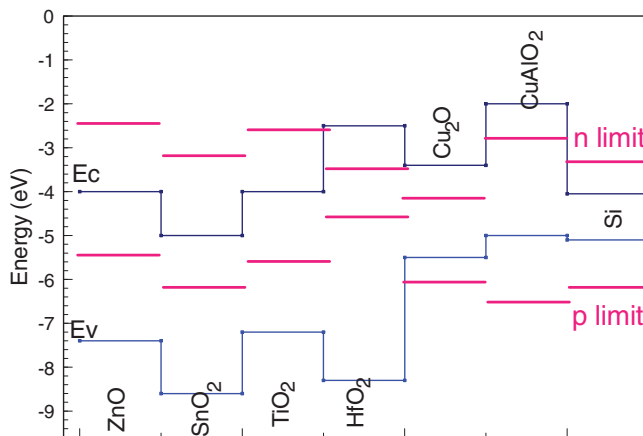 0
-1
-2
-3
-4
-5
-6
-7
-8
-9
Energy (eV)
Ec
Ev
ZnO
SnO2
TiO2
HfO2
Cu2O
CuAlO2
Si
n limit
p limit